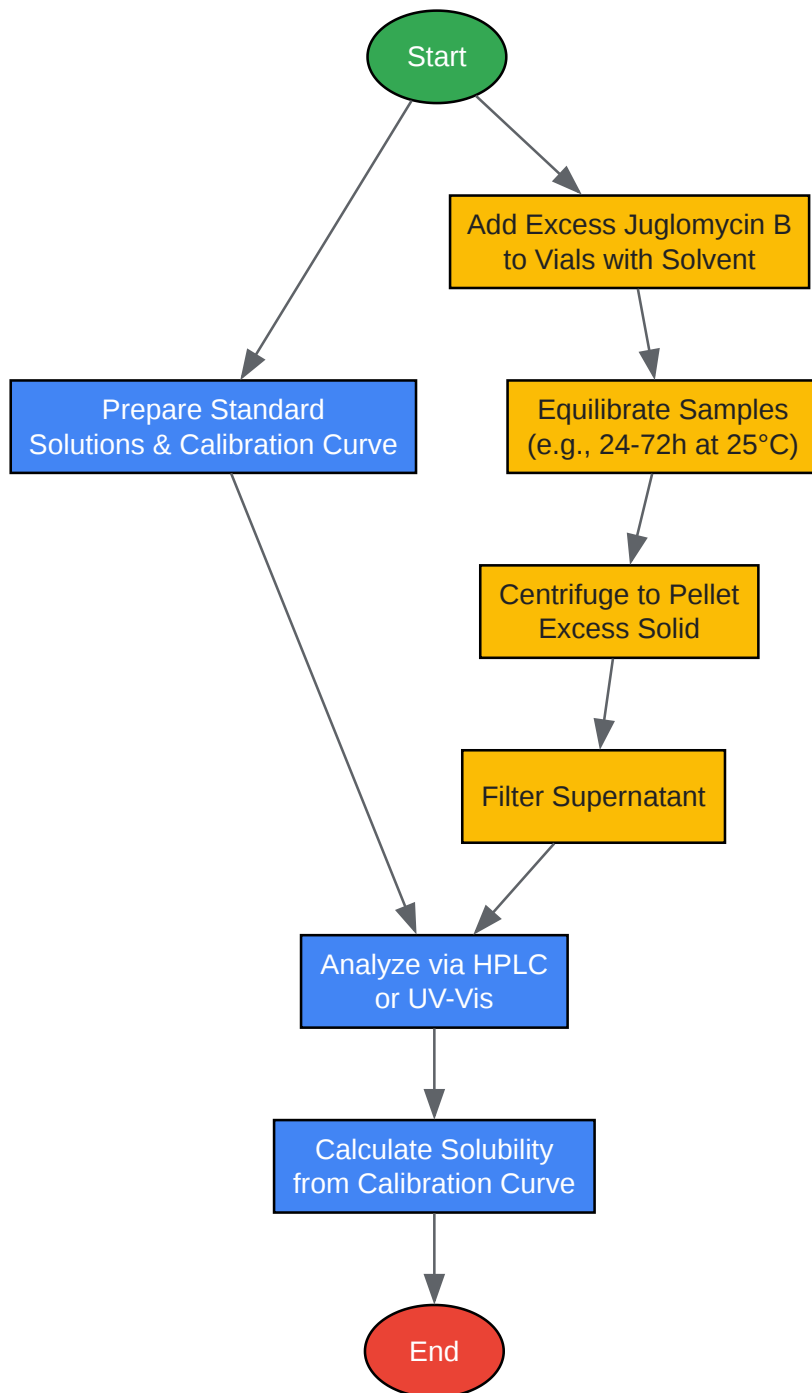 Start
Add Excess Juglomycin B
to Vials with Solvent
Prepare Standard
Solutions & Calibration Curve
Equilibrate Samples
(e.g., 24-72h at 25°C)
Centrifuge to Pellet
Excess Solid
Filter Supernatant
Analyze via HPLC
or UV-Vis
Calculate Solubility
from Calibration Curve
End